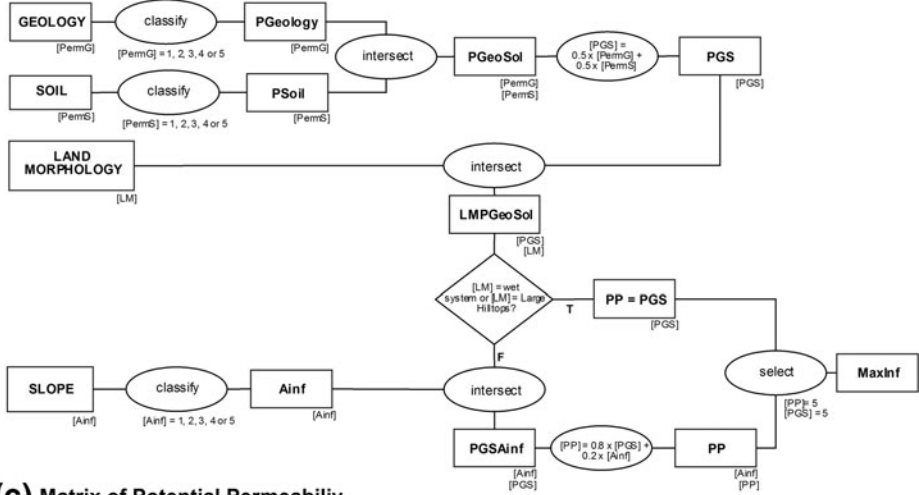 GEOLOGY
[PermG]
classify
[PermG] = 1, 2, 3, 4 or 5
PGeology
[PermG]
intersect
PGeoSol
[PermG]
[PermS]
[PGS] =
0.5 x [PermG] +
0.5 x [PermS]
PGS
[PGS]
SOIL
[PermS]
classify
[PermS] = 1, 2, 3, 4 or 5
PSoil
[PermS]
LAND
MORPHOLOGY
[LM]
intersect
LMPGeoSol
[PGS]
[LM]
[LM] = wet
system or [LM] = Large
Hilltops?
T
PP = PGS
[PGS]
F
SLOPE
[Ainf]
classify
[Ainf] = 1, 2, 3, 4 or 5
Ainf
[Ainf]
intersect
select
[PP]= 5
[PGS] = 5
MaxInf
PGSAinf
[Ainf]
[PGS]
[PP] = 0.8 x [PGS] +
0.2 x [Ainf]
PP
[Ainf]
[PP]
(c) Matrix of Potential Permeabiliy